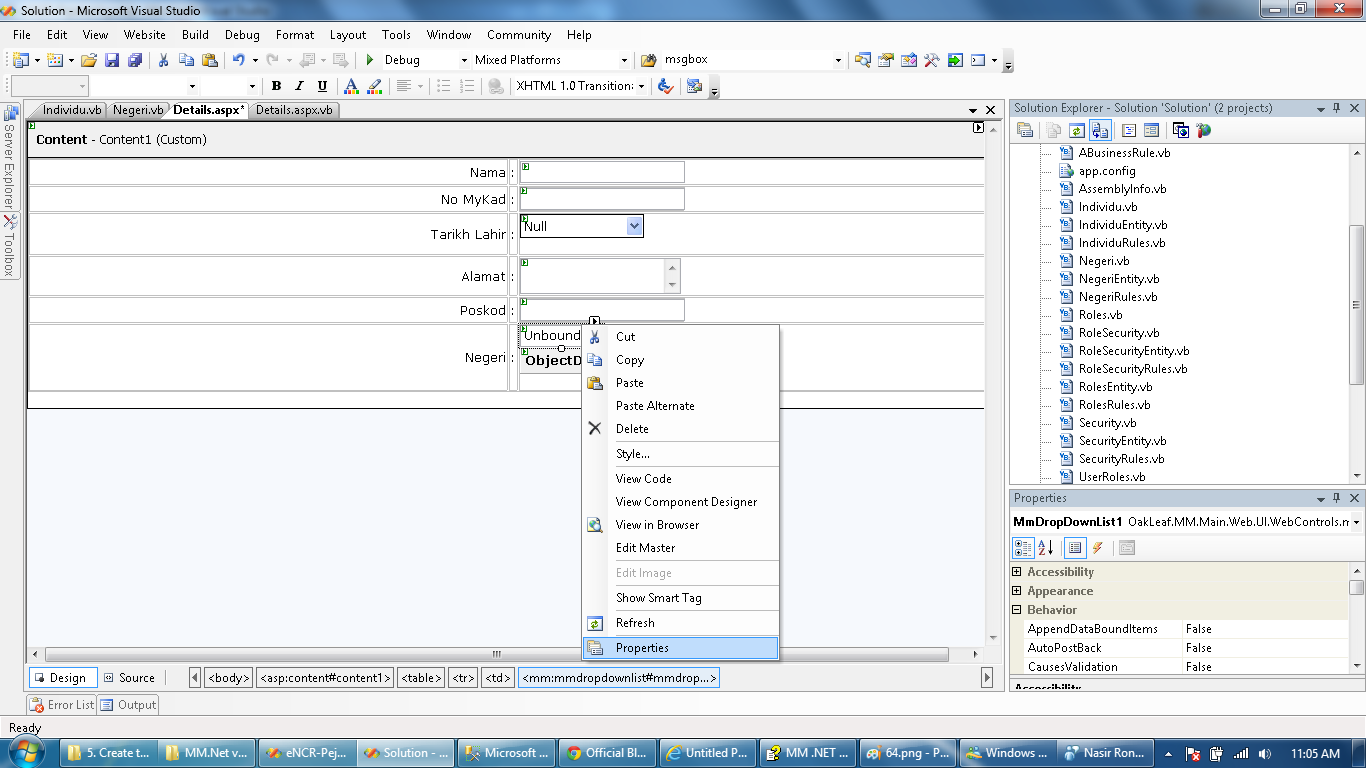 Solution - Microsoft Visual Studio
File Edit View Website Build Debug Format Layout Tools Window Community Help
Debug Mixed Platforms msgbox
B I U A XHTML 1.0 Transition:
Individu.vb Negeri.vb Details.aspx* Details.aspx.vb
Server Explorer
Toolbox
Content - Content1 (Custom)
Nama :
No MyKad :
Tarikh Lahir : Null
Alamat :
Poskod :
Unbound
Negeri : ObjectD
Cut
Copy
Paste
Paste Alternate
Delete
Style...
View Code
View Component Designer
View in Browser
Edit Master
Edit Image
Show Smart Tag
Refresh
Properties
Design Source <body> <asp:content#content1> <table> <tr> <td> <mm:mmdropdownlist#mmdrop...>
Error List Output
Ready
Solution Explorer - Solution 'Solution' (2 projects)
ABusinessRule.vb
app.config
AssemblyInfo.vb
Individu.vb
IndividuEntity.vb
IndividuRules.vb
Negeri.vb
NegeriEntity.vb
NegeriRules.vb
Roles.vb
RoleSecurity.vb
RoleSecurityEntity.vb
RoleSecurityRules.vb
RolesEntity.vb
RolesRules.vb
Security.vb
SecurityEntity.vb
SecurityRules.vb
UserRoles.vb
Properties
MmDropDownList1 OakLeaf.MM.Main.Web.UI.WebControls.m
Accessibility
Appearance
Behavior
AppendDataBoundItems False
AutoPostBack False
CausesValidation False
Accessibility
5. Create t... MM.Net v... eNCR-Pej... Solution - ... Microsoft ... Official Bl... Untitled P... MM .NET ... 64.png - P... Windows ... Nasir Ron... 11:05 AM